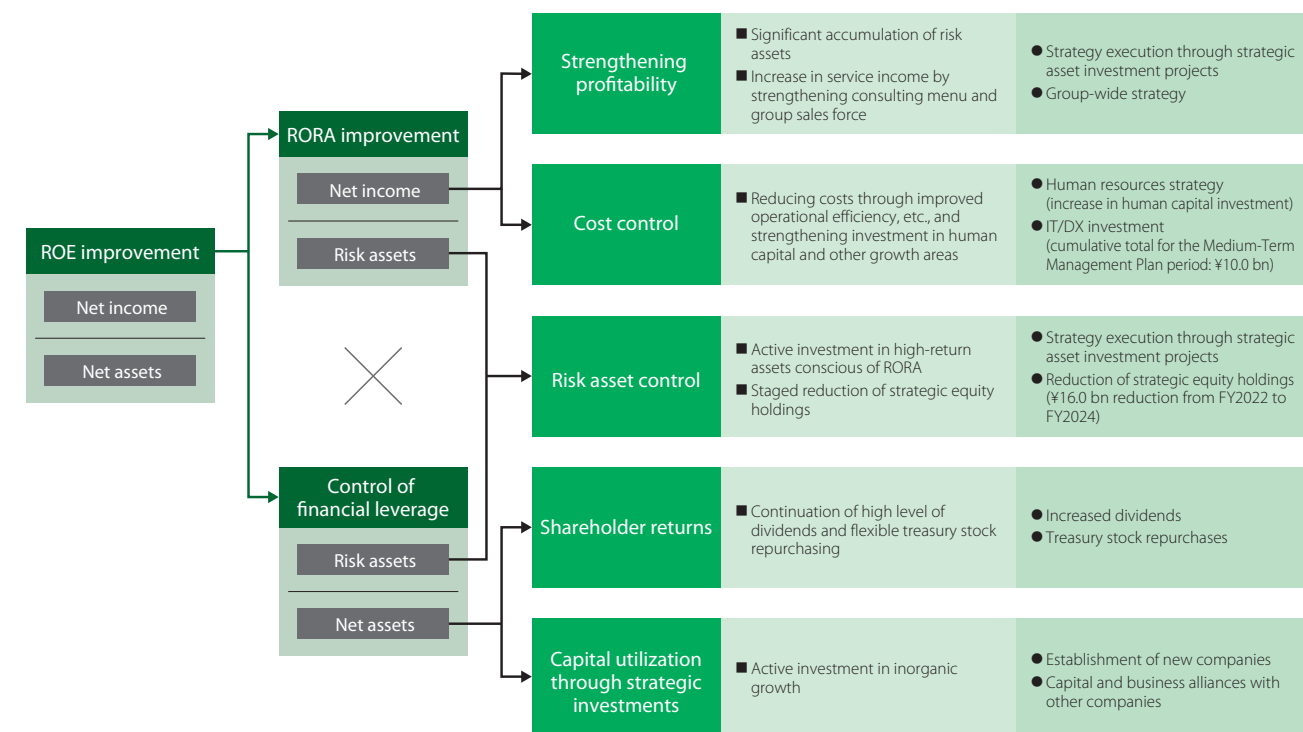 ROE improvement
Net income
Net assets
RORA improvement
Net income
Risk assets
Control of
financial leverage
Risk assets
Net assets
Strengthening
profitability
■ Significant accumulation of risk
assets
■ Increase in service income by
strengthening consulting menu and
group sales force
● Strategy execution through strategic
asset investment projects
● Group-wide strategy
Cost control
■ Reducing costs through improved
operational efficiency, etc., and
strengthening investment in human
capital and other growth areas
● Human resources strategy
(increase in human capital investment)
● IT/DX investment
(cumulative total for the Medium-Term
Management Plan period: ¥10.0 bn)
Risk asset control
■ Active investment in high-return
assets conscious of RORA
■ Staged reduction of strategic equity
holdings
● Strategy execution through strategic
asset investment projects
● Reduction of strategic equity holdings
(¥16.0 bn reduction from FY2022 to
FY2024)
Shareholder returns
■ Continuation of high level of
dividends and flexible treasury stock
repurchasing
● Increased dividends
● Treasury stock repurchases
Capital utilization
through strategic
investments
■ Active investment in inorganic
growth
● Establishment of new companies
● Capital and business alliances with
other companies